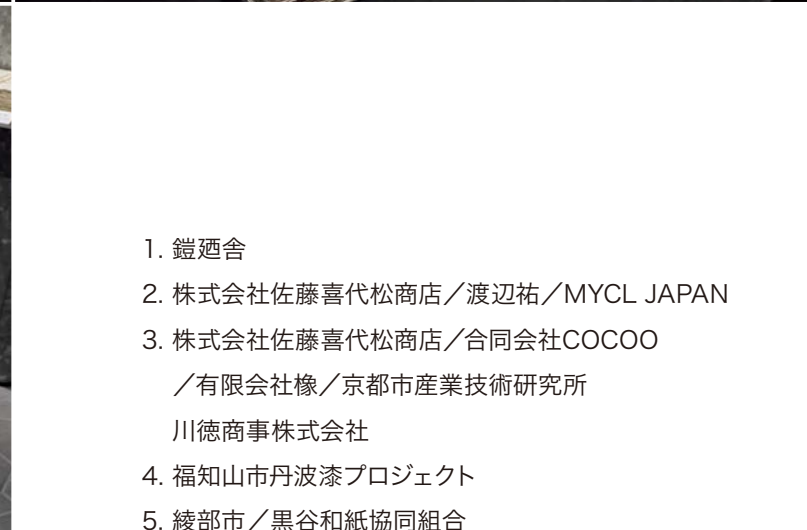 1. 鎧廼舎
2. 株式会社佐藤喜代松商店／渡辺祐／MYCL JAPAN
3. 株式会社佐藤喜代松商店／合同会社COCOO
／有限会社橡／京都市産業技術研究所
川徳商事株式会社
4. 福知山市丹波漆プロジェクト
5. 綾部市／黒谷和紙協同組合